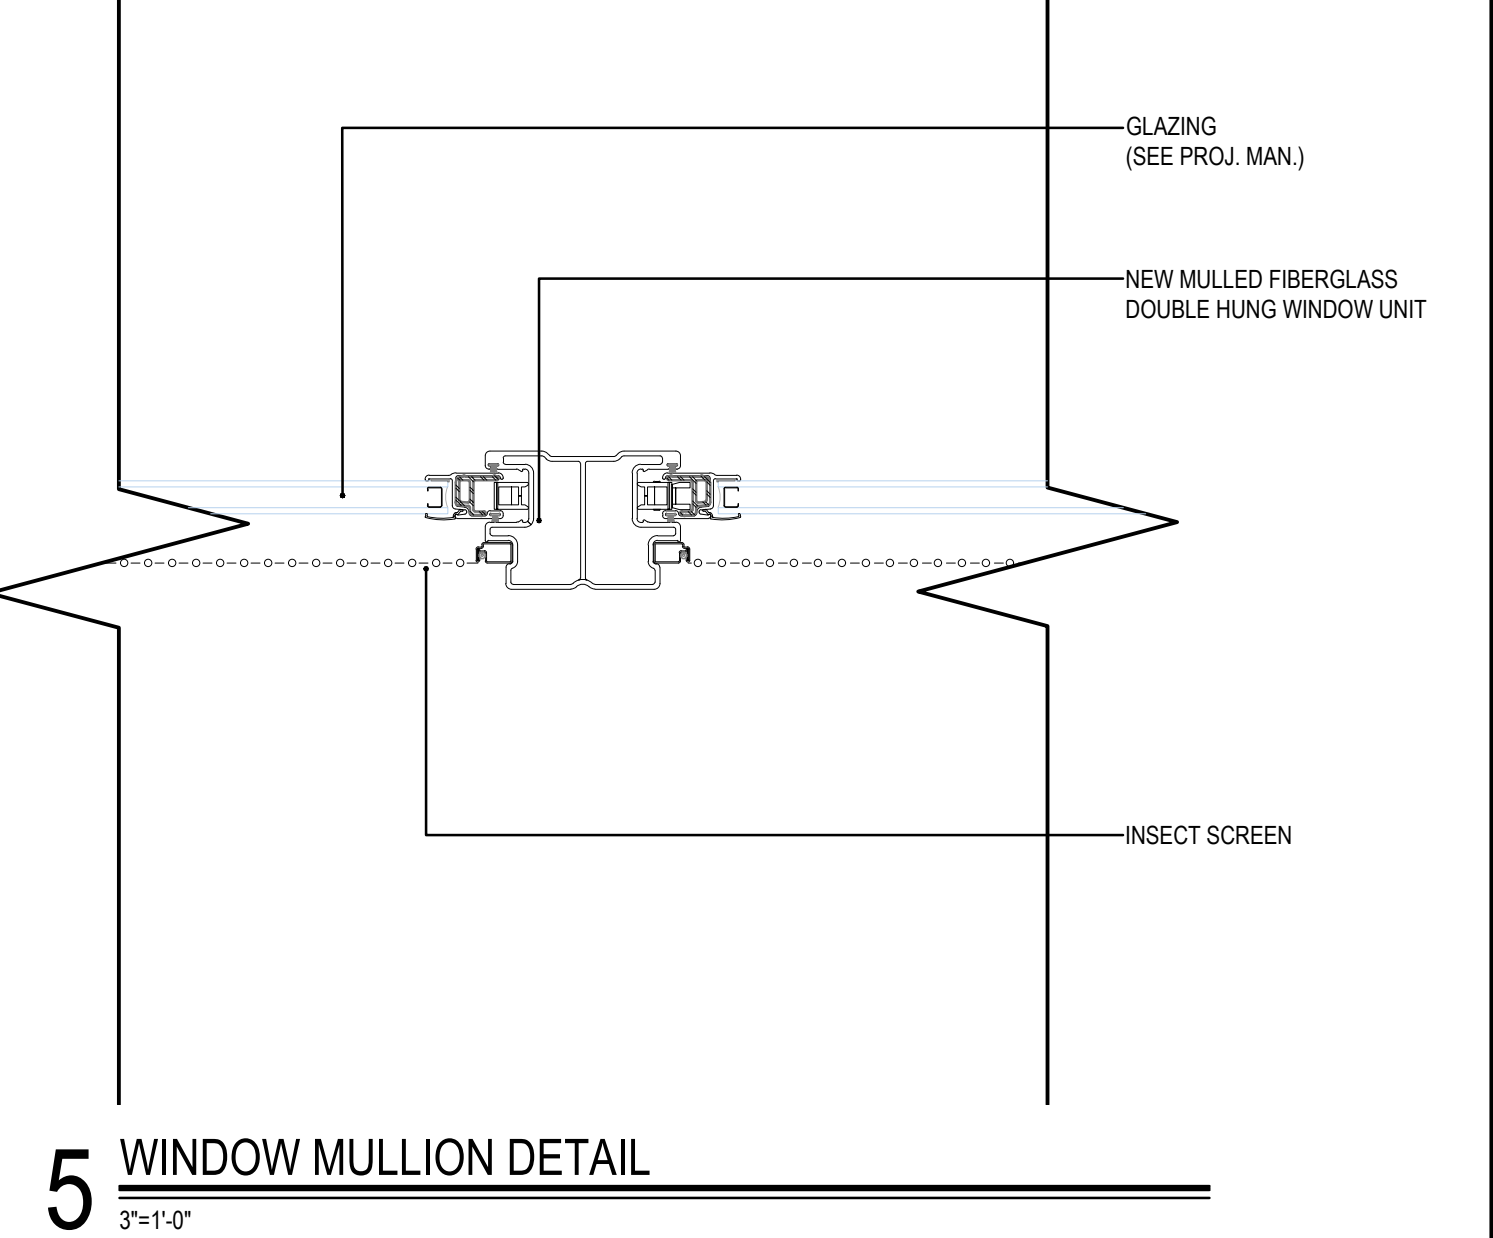 GLAZING
(SEE PROJ. MAN.)
NEW MULLED FIBERGLASS
DOUBLE HUNG WINDOW UNIT
INSECT SCREEN
5
WINDOW MULLION DETAIL
3"=1'-0"